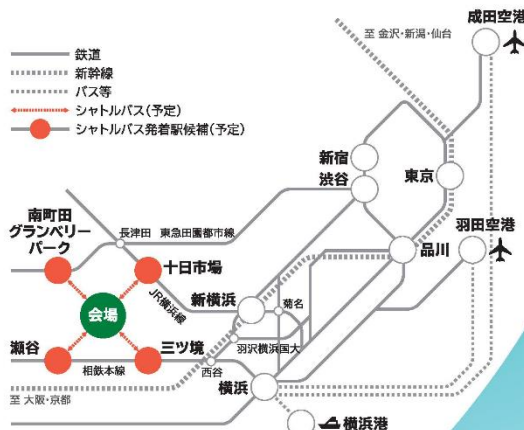 成田空港
至 金沢・新潟・仙台
鉄道
新幹線
バス等
シャトルバス(予定)
シャトルバス発着駅候補(予定)
新宿
渋谷
東京
羽田空港
品川
南町田
グランベリー
パーク
長津田 東急田園都市線
十日市場
JR横浜線
新横浜
菊名
会場
羽沢横浜国大
瀬谷
三ツ境
相鉄本線
西谷
横浜
至 大阪・京都
横浜港